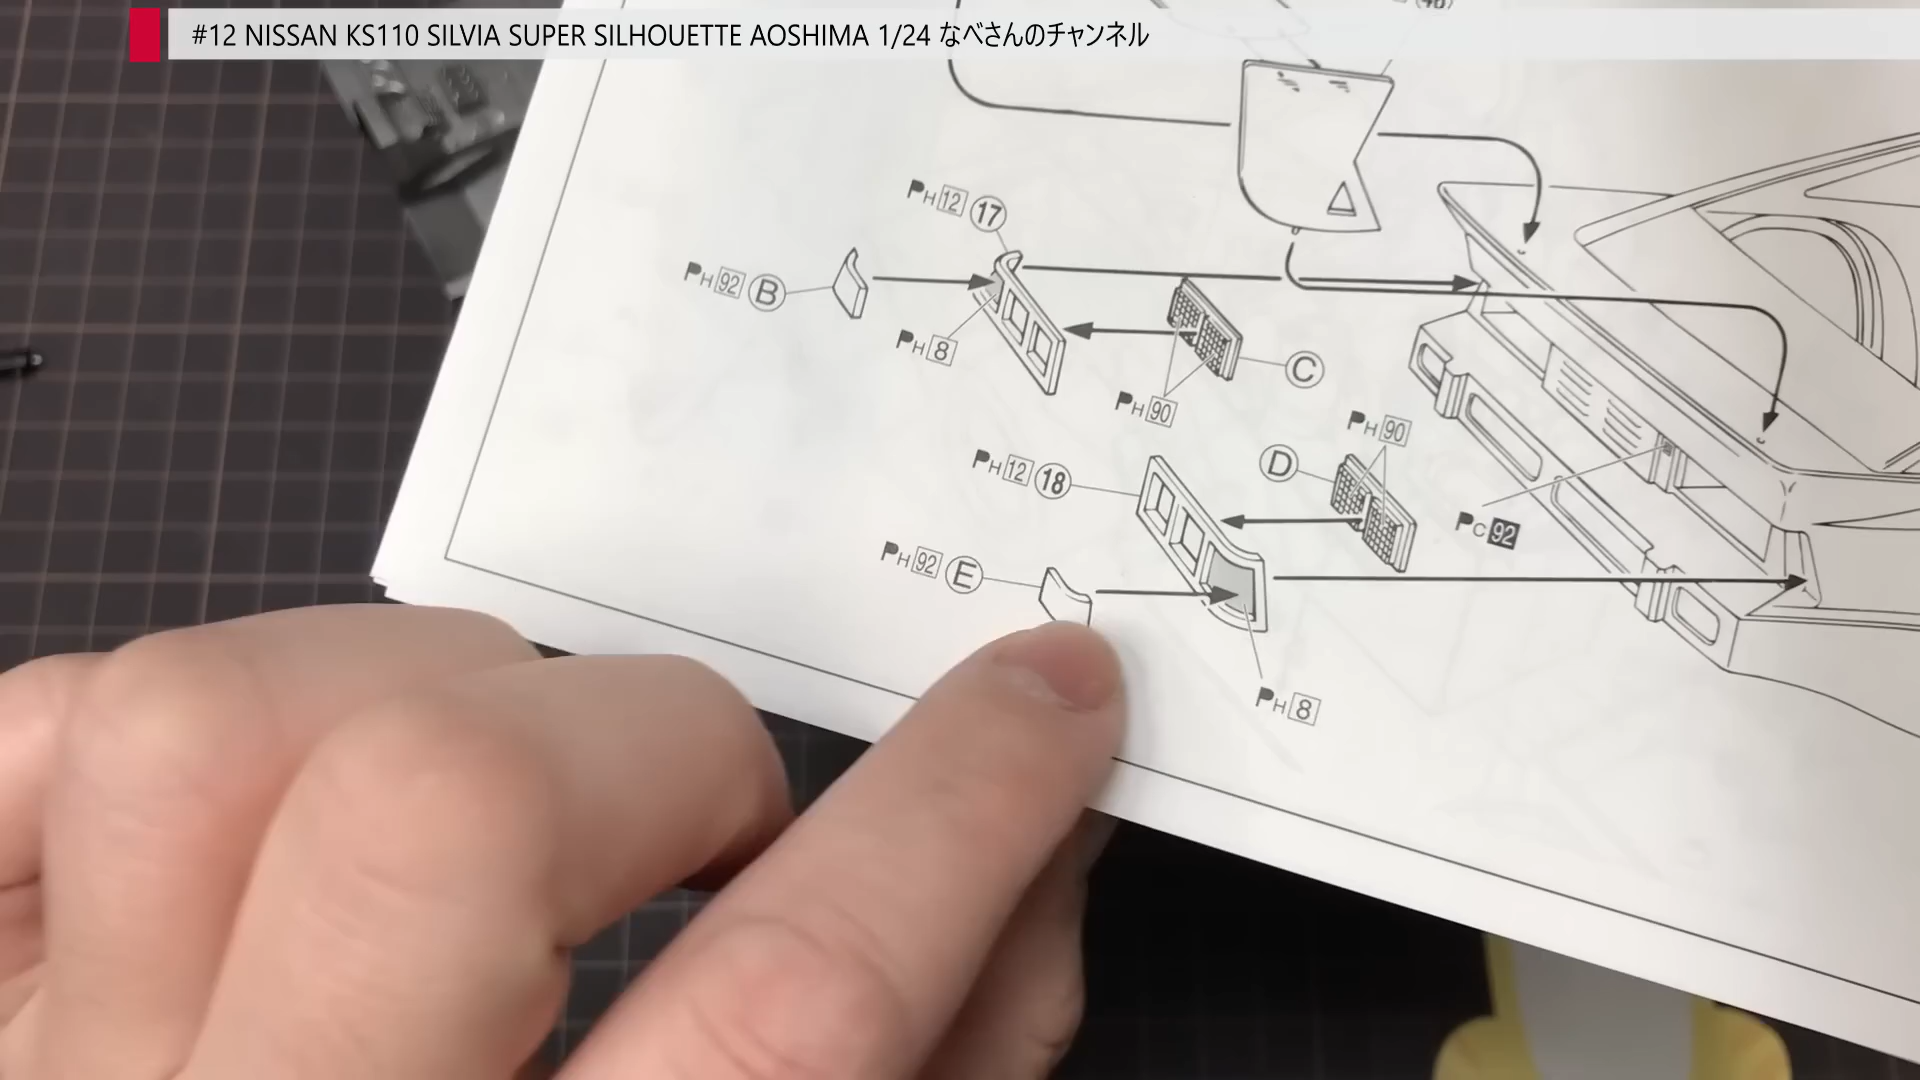 #12 NISSAN KS110 SILVIA SUPER SILHOUETTE AOSHIMA 1/24 なべさんのチャンネル
PH 12 17
PH 92 B
PH 8
C
PH 90
PH 90
D
PH 12 18
PC 92
PH 92 E
PH 8